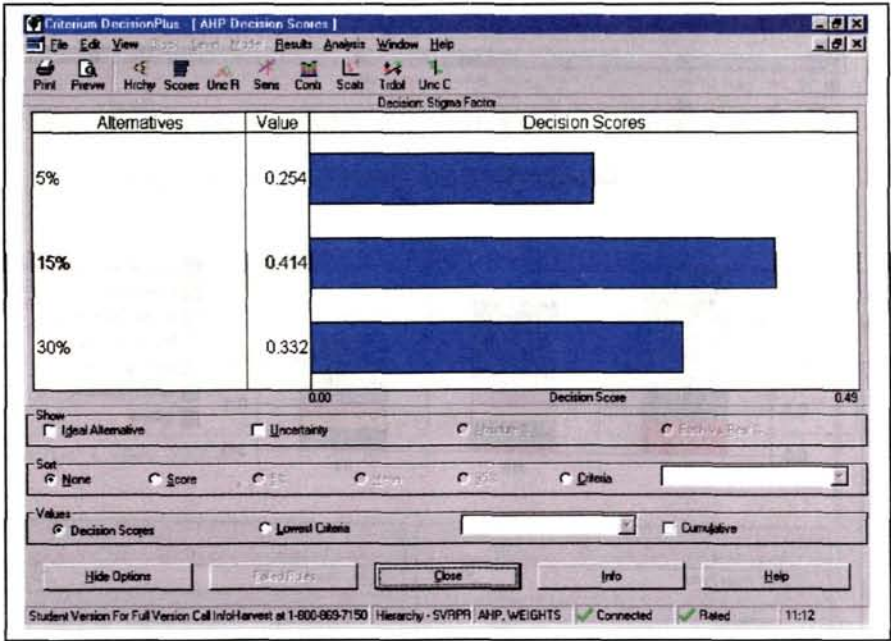 Criterium DecisionPlus - [ AHP Decision Scores ]
File Edit View Results Analysis Window Help
Print Preview Hrchy Scores Unc R Sens Contr Scatr Trdof Unc C
Decision: Stigma Factor
Alternatives Value Decision Scores
5% 0.254
15% 0.414
30% 0.332
0.00 Decision Score 0.49
Show
Ideal Alternative Uncertainty
Sort
None Score Criteria
Values
Decision Scores Lowest Criteria Cumulative
Hide Options Failed Rules Close Info Help
Student Version For Full Version Call InfoHarvest at 1-800-869-7150 Hierarchy - SVRPR AHP, WEIGHTS Connected Rated 11:12